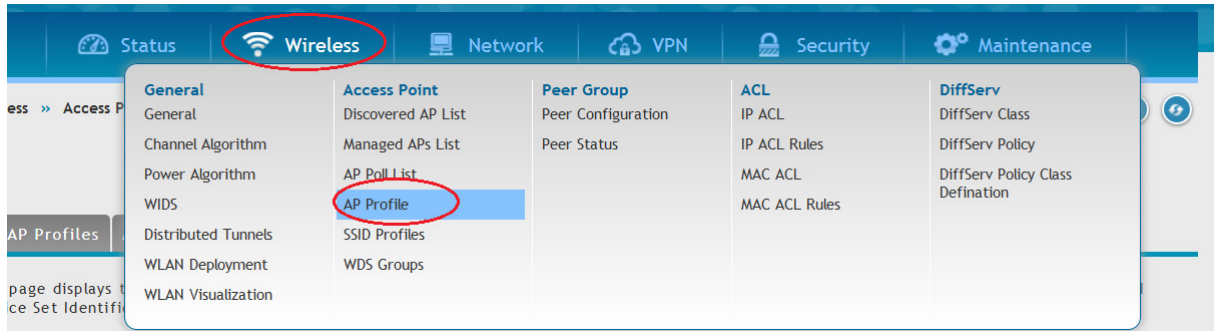 Status Wireless Network VPN Security Maintenance
ess » Access P
General
General
Channel Algorithm
Power Algorithm
WIDS
Distributed Tunnels
WLAN Deployment
WLAN Visualization
Access Point
Discovered AP List
Managed APs List
AP Poll List
AP Profile
SSID Profiles
WDS Groups
Peer Group
Peer Configuration
Peer Status
ACL
IP ACL
IP ACL Rules
MAC ACL
MAC ACL Rules
DiffServ
DiffServ Class
DiffServ Policy
DiffServ Policy Class
Defination
AP Profiles
page displays t
ice Set Identifi